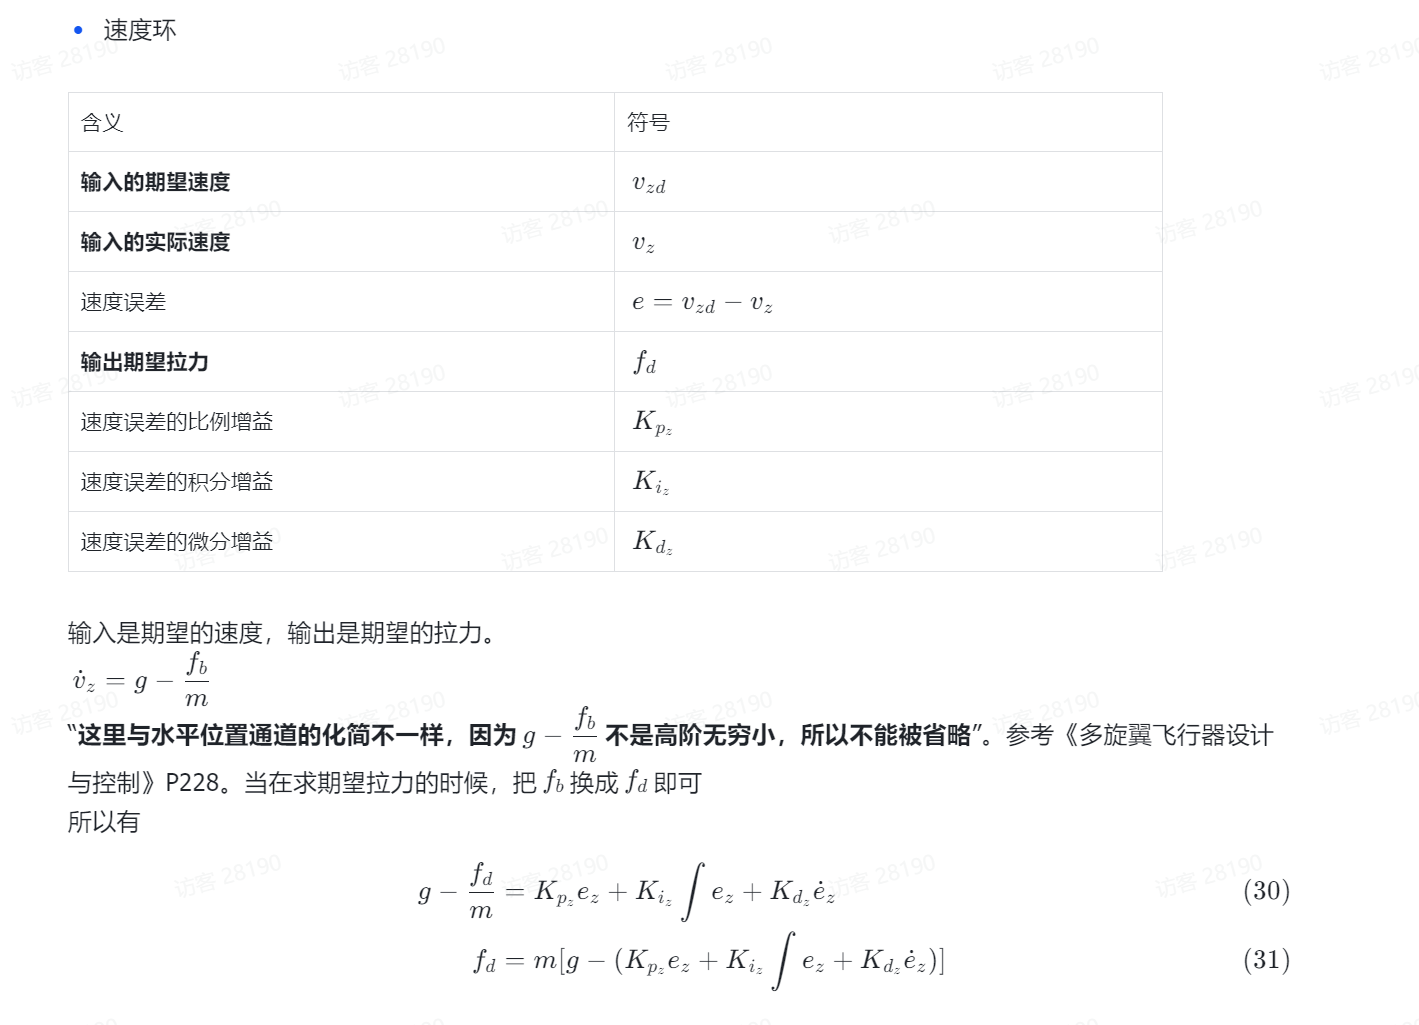 速度环
含义 符号
输入的期望速度 $v_{zd}$
输入的实际速度 $v_z$
速度误差 $e = v_{zd} - v_z$
输出期望拉力 $f_d$
速度误差的比例增益 $K_{p_z}$
速度误差的积分增益 $K_{i_z}$
速度误差的微分增益 $K_{d_z}$
输入是期望的速度，输出是期望的拉力。
$\dot{v}_z = g - \frac{f_b}{m}$
“这里与水平位置通道的化简不一样，因为 $g - \frac{f_b}{m}$ 不是高阶无穷小，所以不能被省略”。参考《多旋翼飞行器设计
与控制》P228。当在求期望拉力的时候，把 $f_b$ 换成 $f_d$ 即可
所以有
$g - \frac{f_d}{m} = K_{p_z} e_z + K_{i_z} \int e_z + K_{d_z} \dot{e}_z$ (30)
$f_d = m[g - (K_{p_z} e_z + K_{i_z} \int e_z + K_{d_z} \dot{e}_z)]$ (31)
访客 28190